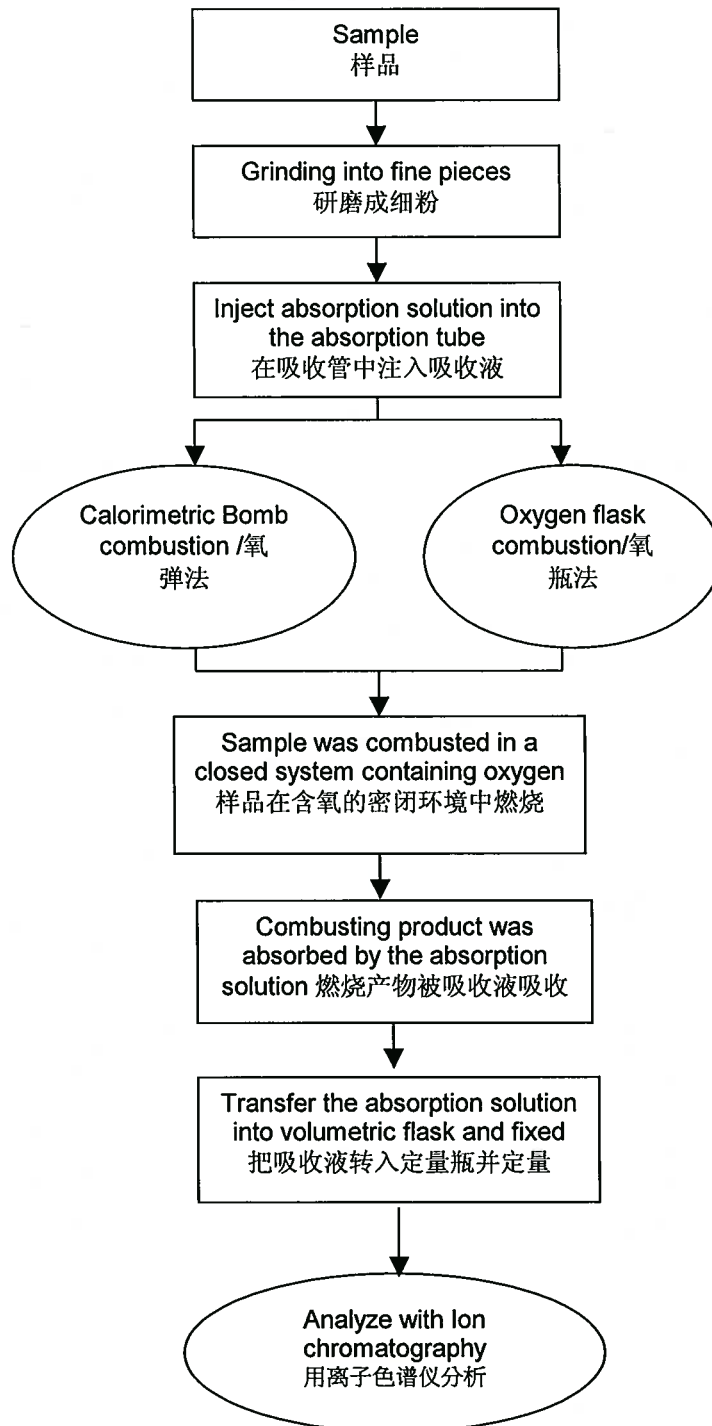 Sample
样品
Grinding into fine pieces
研磨成细粉
Inject absorption solution into
the absorption tube
在吸收管中注入吸收液
Calorimetric Bomb
combustion /氧
弹法
Oxygen flask
combustion/氧
瓶法
Sample was combusted in a
closed system containing oxygen
样品在含氧的密闭环境中燃烧
Combusting product was
absorbed by the absorption
solution 燃烧产物被吸收液吸收
Transfer the absorption solution
into volumetric flask and fixed
把吸收液转入定量瓶并定量
Analyze with Ion
chromatography
用离子色谱仪分析